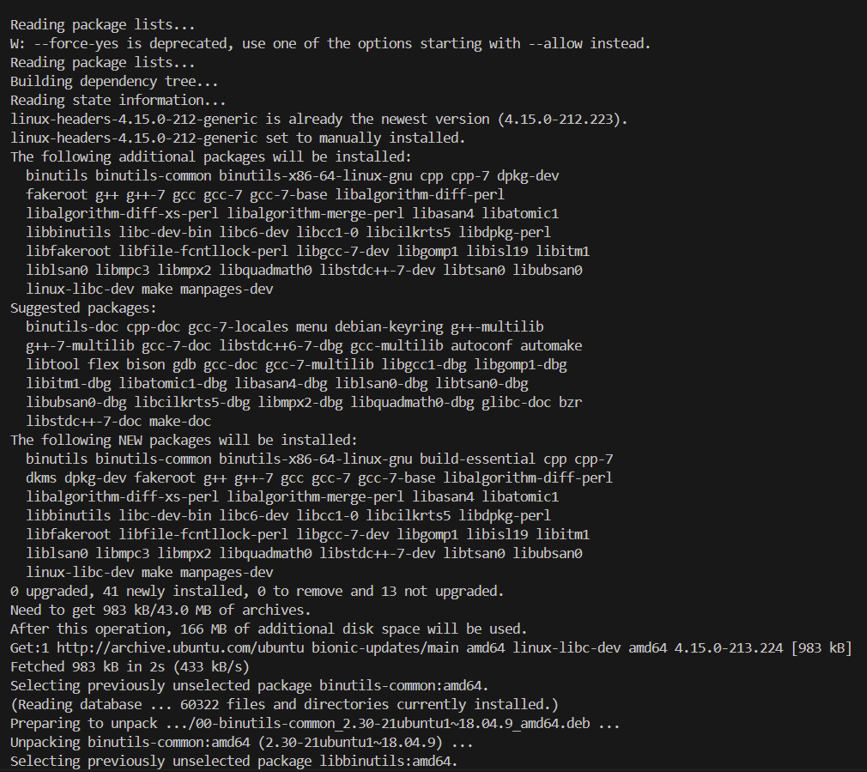 Reading package lists...
W: --force-yes is deprecated, use one of the options starting with --allow instead.
Reading package lists...
Building dependency tree...
Reading state information...
linux-headers-4.15.0-212-generic is already the newest version (4.15.0-212.223).
linux-headers-4.15.0-212-generic set to manually installed.
The following additional packages will be installed:
  binutils binutils-common binutils-x86-64-linux-gnu cpp cpp-7 dpkg-dev
  fakeroot g++ g++-7 gcc gcc-7 gcc-7-base libalgorithm-diff-perl
  libalgorithm-diff-xs-perl libalgorithm-merge-perl libasan4 libatomic1
  libbinutils libc-dev-bin libc6-dev libcc1-0 libcilkrts5 libdpkg-perl
  libfakeroot libfile-fcntllock-perl libgcc-7-dev libgomp1 libisl19 libitm1
  liblsan0 libmpc3 libmpx2 libquadmath0 libstdc++-7-dev libtsan0 libubsan0
  linux-libc-dev make manpages-dev
Suggested packages:
  binutils-doc cpp-doc gcc-7-locales menu debian-keyring g++-multilib
  g++-7-multilib gcc-7-doc libstdc++6-7-dbg gcc-multilib autoconf automake
  libtool flex bison gdb gcc-doc gcc-7-multilib libgcc1-dbg libgomp1-dbg
  libitm1-dbg libatomic1-dbg libasan4-dbg liblsan0-dbg libtsan0-dbg
  libubsan0-dbg libcilkrts5-dbg libmpx2-dbg libquadmath0-dbg glibc-doc bzr
  libstdc++-7-doc make-doc
The following NEW packages will be installed:
  binutils binutils-common binutils-x86-64-linux-gnu build-essential cpp cpp-7
  dkms dpkg-dev fakeroot g++ g++-7 gcc gcc-7 gcc-7-base libalgorithm-diff-perl
  libalgorithm-diff-xs-perl libalgorithm-merge-perl libasan4 libatomic1
  libbinutils libc-dev-bin libc6-dev libcc1-0 libcilkrts5 libdpkg-perl
  libfakeroot libfile-fcntllock-perl libgcc-7-dev libgomp1 libisl19 libitm1
  liblsan0 libmpc3 libmpx2 libquadmath0 libstdc++-7-dev libtsan0 libubsan0
  linux-libc-dev make manpages-dev
0 upgraded, 41 newly installed, 0 to remove and 13 not upgraded.
Need to get 983 kB/43.0 MB of archives.
After this operation, 166 MB of additional disk space will be used.
Get:1 http://archive.ubuntu.com/ubuntu bionic-updates/main amd64 linux-libc-dev amd64 4.15.0-213.224 [983 kB]
Fetched 983 kB in 2s (433 kB/s)
Selecting previously unselected package binutils-common:amd64.
(Reading database ... 60322 files and directories currently installed.)
Preparing to unpack .../00-binutils-common_2.30-21ubuntu1~18.04.9_amd64.deb ...
Unpacking binutils-common:amd64 (2.30-21ubuntu1~18.04.9) ...
Selecting previously unselected package libbinutils:amd64.